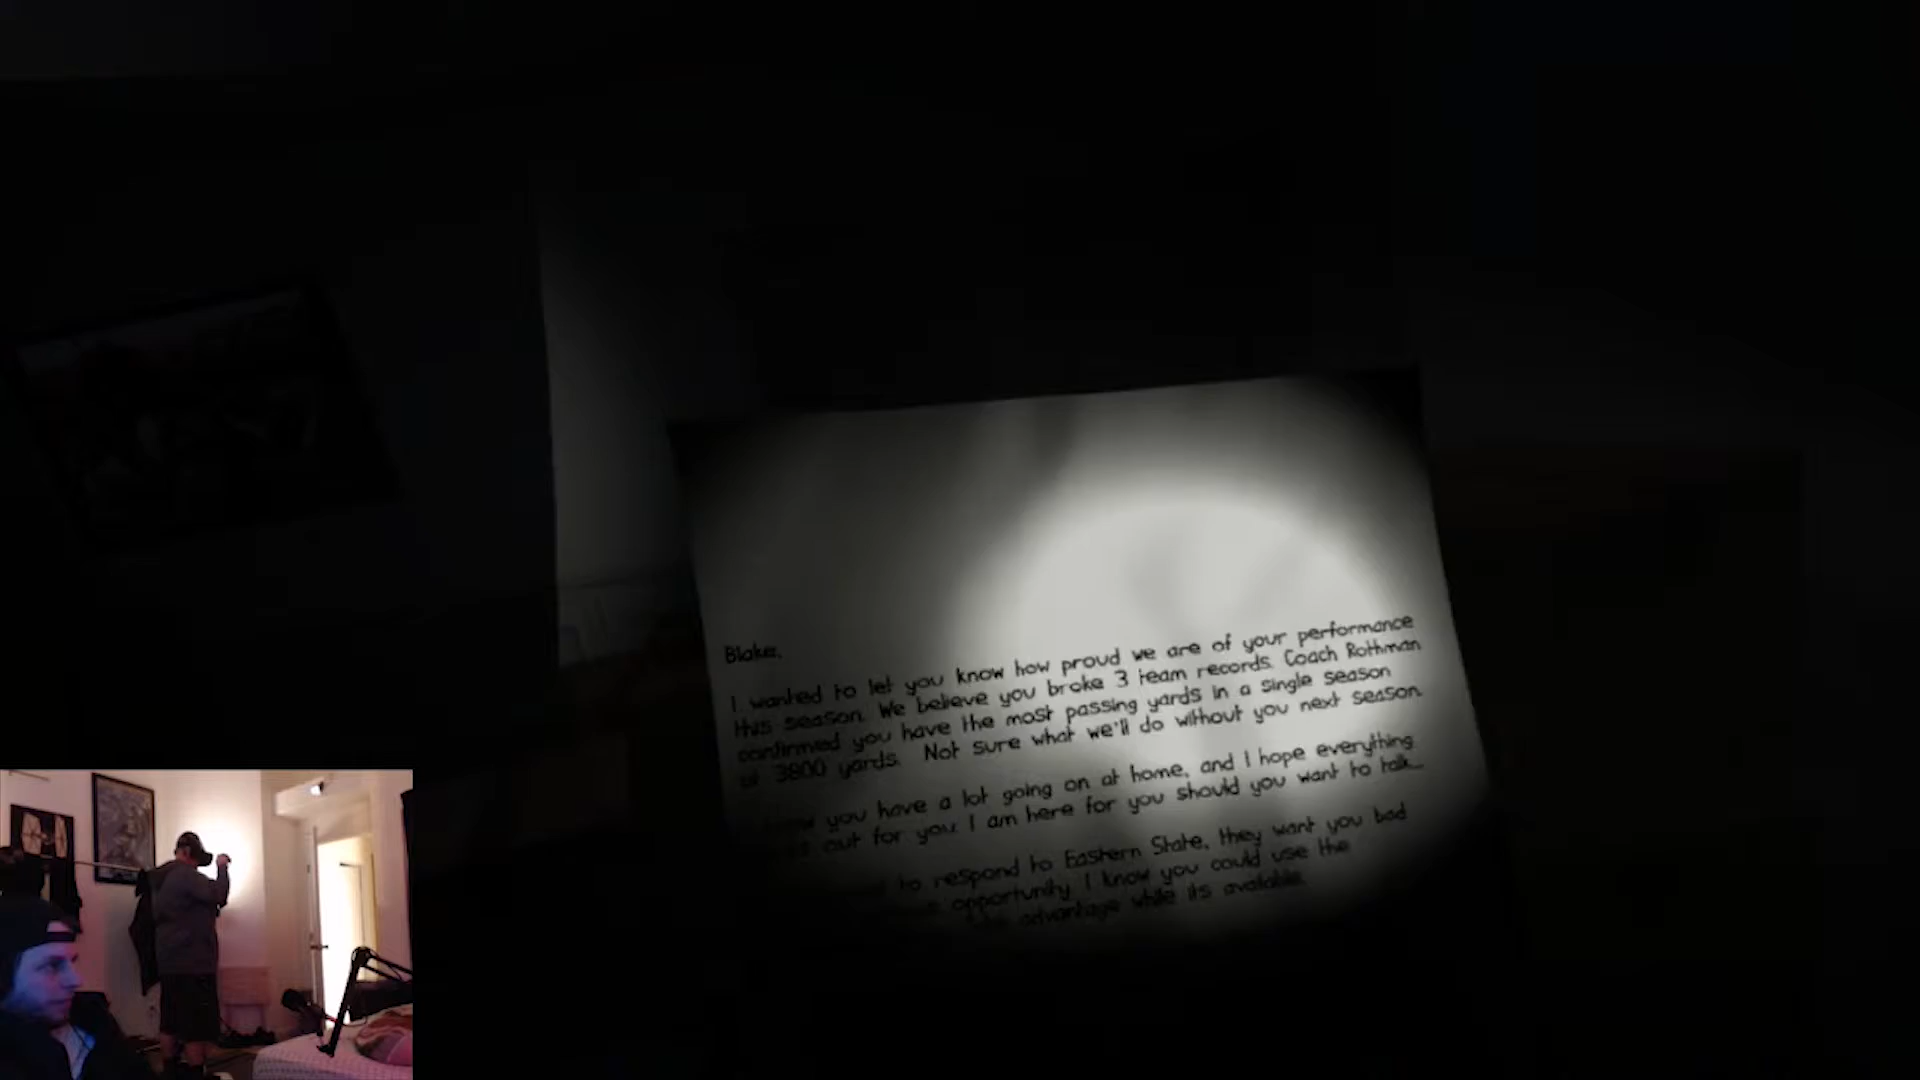 Blake,
I wanted to let you know how proud we are of your performance
this season. We believe you broke 3 team records. Coach Rothman
confirmed you have the most passing yards in a single season
at 3800 yards. Not sure what we'll do without you next season.
you have a lot going on at home, and I hope everything
out for you. I am here for you should you want to talk...
to respond to Eastern State, they want you bad
opportunity. I know you could use the
advantage while its available.